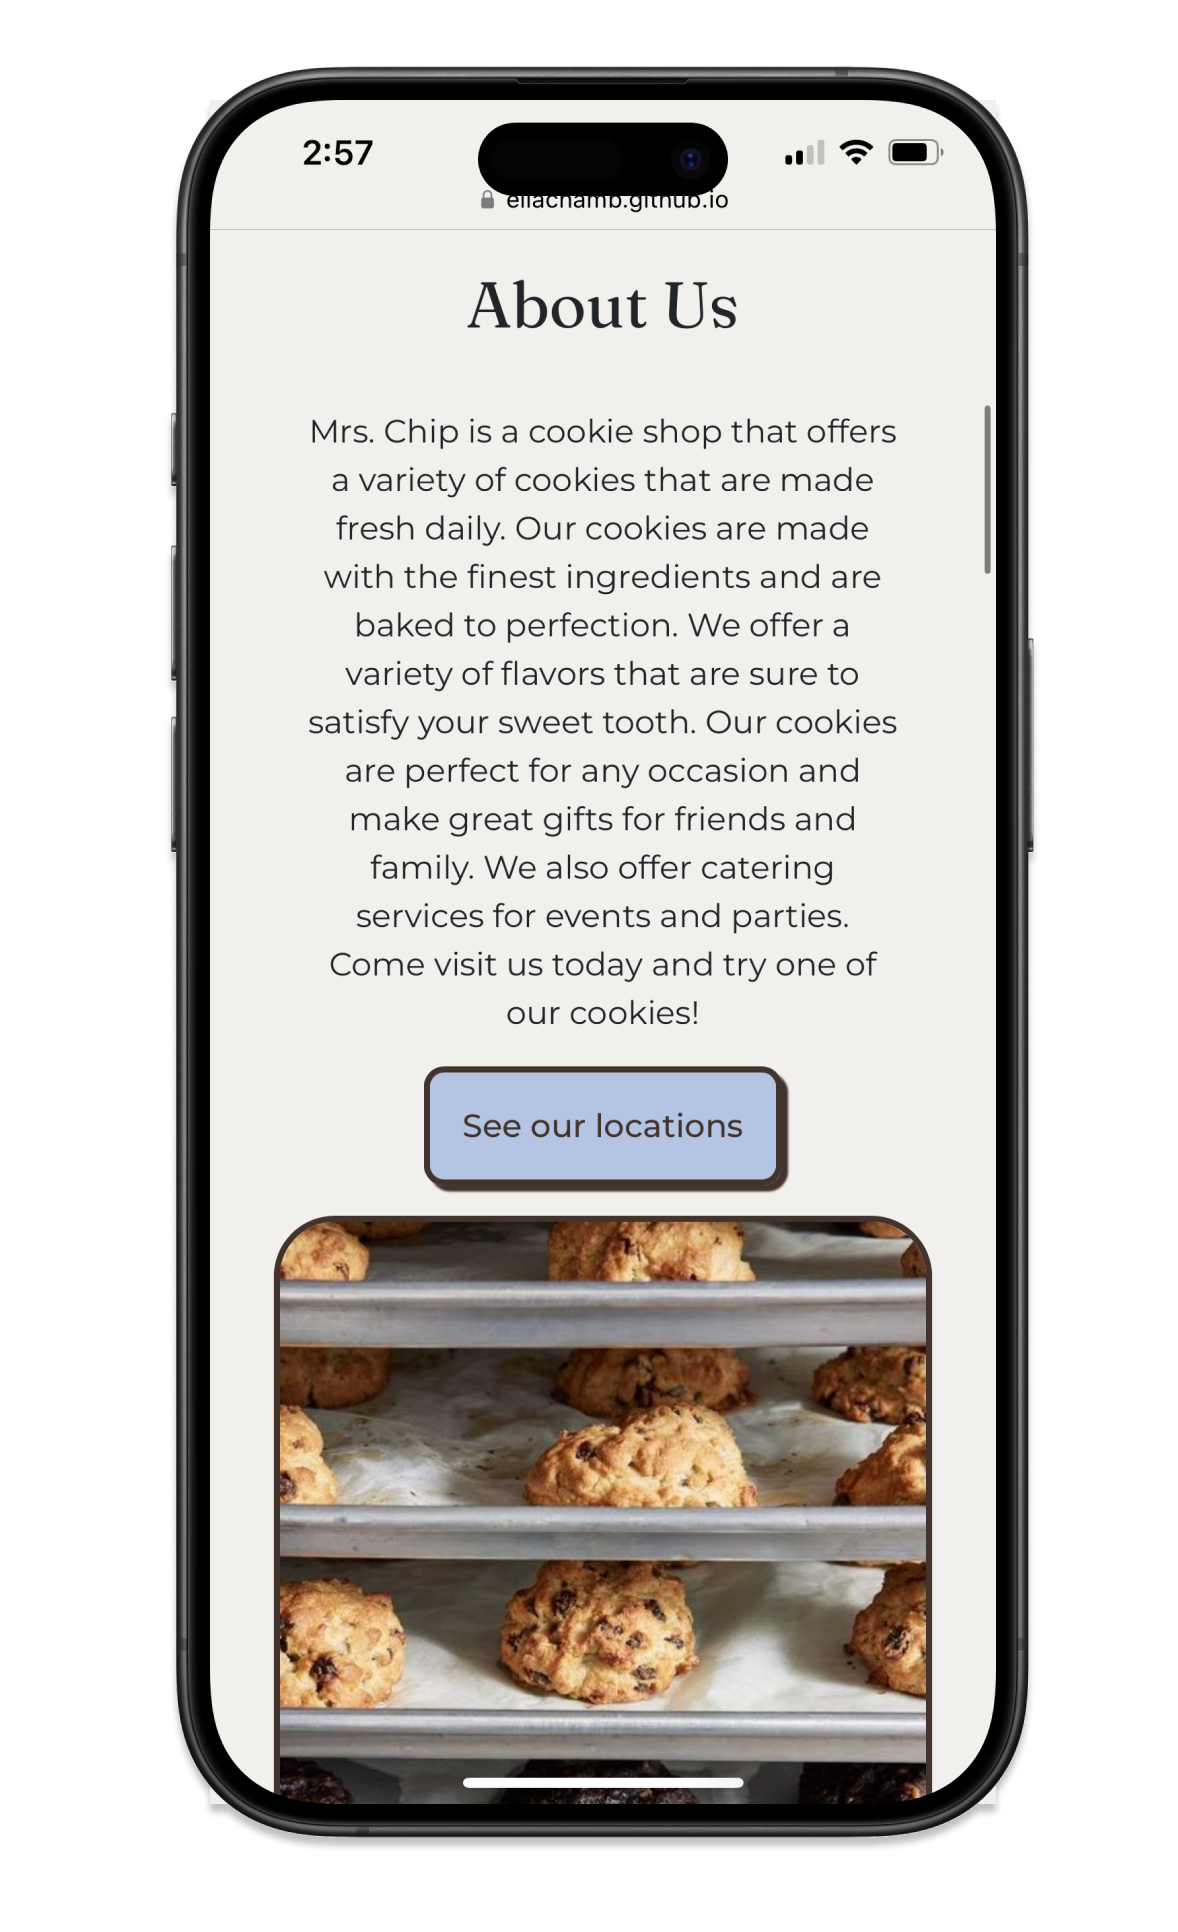 2:57
ellachamb.github.io
About Us
Mrs. Chip is a cookie shop that offers
a variety of cookies that are made
fresh daily. Our cookies are made
with the finest ingredients and are
baked to perfection. We offer a
variety of flavors that are sure to
satisfy your sweet tooth. Our cookies
are perfect for any occasion and
make great gifts for friends and
family. We also offer catering
services for events and parties.
Come visit us today and try one of
our cookies!
See our locations